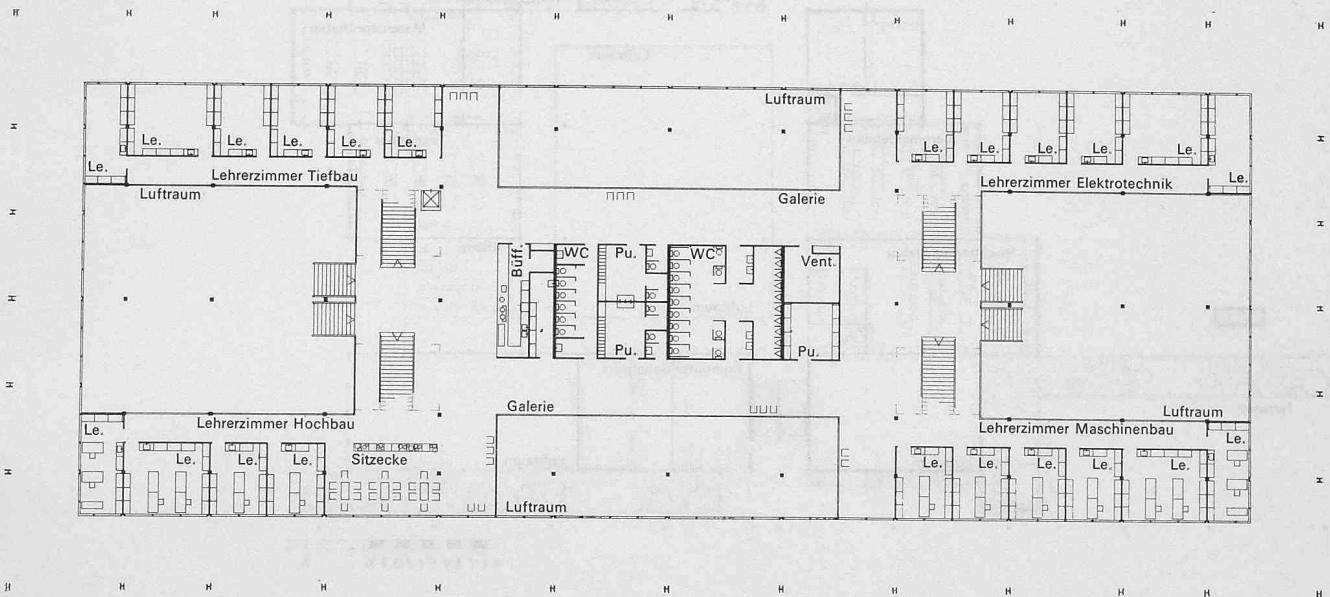 Luftraum
Le. Le. Le. Le. Le.
Le. Le. Le. Le. Le.
Le.
Lehrerzimmer Tiefbau
Lehrerzimmer Elektrotechnik
Le.
Luftraum
Galerie
Büff.
WC
Pu.
WC
Vent.
Pu.
Pu.
Galerie
Luftraum
Lehrerzimmer Hochbau
Lehrerzimmer Maschinenbau
Le.
Le.
Le. Le. Le.
Sitzecke
Le. Le. Le. Le. Le.
Luftraum